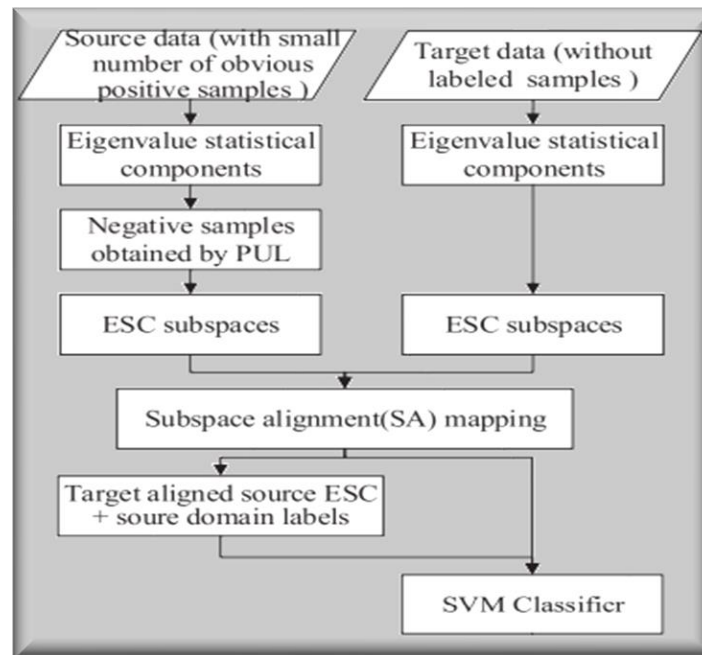 Source data (with small
number of obvious
positive samples )
Target data (without
labeled samples )
Eigenvalue statistical
components
Eigenvalue statistical
components
Negative samples
obtained by PUL
ESC subspaces
ESC subspaces
Subspace alignment(SA) mapping
Target aligned source ESC
+ soure domain labels
SVM Classifier